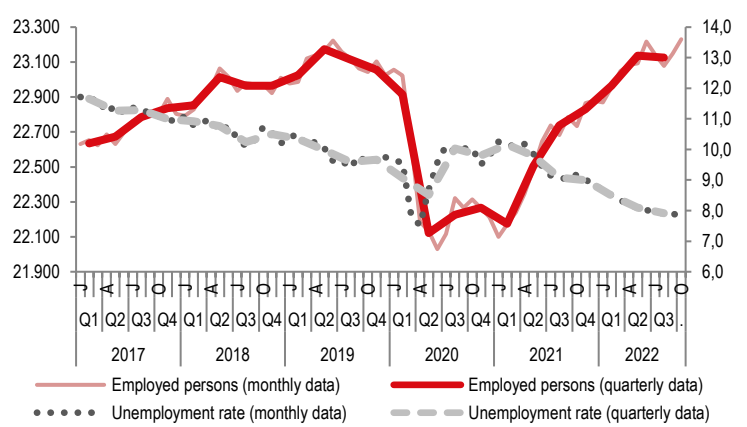 23.300 14,0
23.100 13,0
22.900 12,0
22.700 11,0
22.500 10,0
22.300 9,0
22.100 8,0
21.900 7,0
6,0
J A J O J A J O J A J O J A J O J A J O J A J O
Q1 Q2 Q3 Q4 Q1 Q2 Q3 Q4 Q1 Q2 Q3 Q4 Q1 Q2 Q3 Q4 Q1 Q2 Q3 Q4 Q1 Q2 Q3 .
2017 2018 2019 2020 2021 2022
Employed persons (monthly data) Employed persons (quarterly data)
Unemployment rate (monthly data) Unemployment rate (quarterly data)